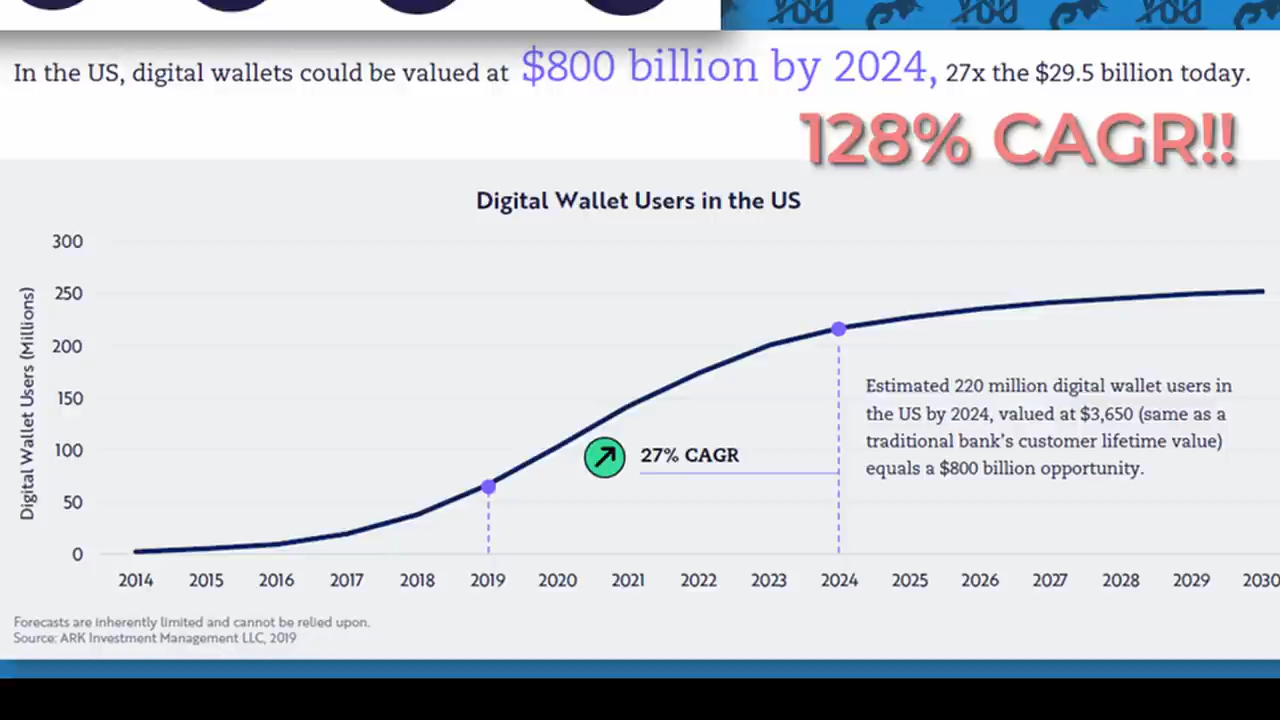 100 100 100
In the US, digital wallets could be valued at $800 billion by 2024, 27x the $29.5 billion today.
128% CAGR!!
Digital Wallet Users in the US
300
250
200
150
100
50
0
Digital Wallet Users (Millions)
27% CAGR
Estimated 220 million digital wallet users in
the US by 2024, valued at $3,650 (same as a
traditional bank's customer lifetime value)
equals a $800 billion opportunity.
2014 2015 2016 2017 2018 2019 2020 2021 2022 2023 2024 2025 2026 2027 2028 2029 2030
Forecasts are inherently limited and cannot be relied upon.
Source: ARK Investment Management LLC, 2019